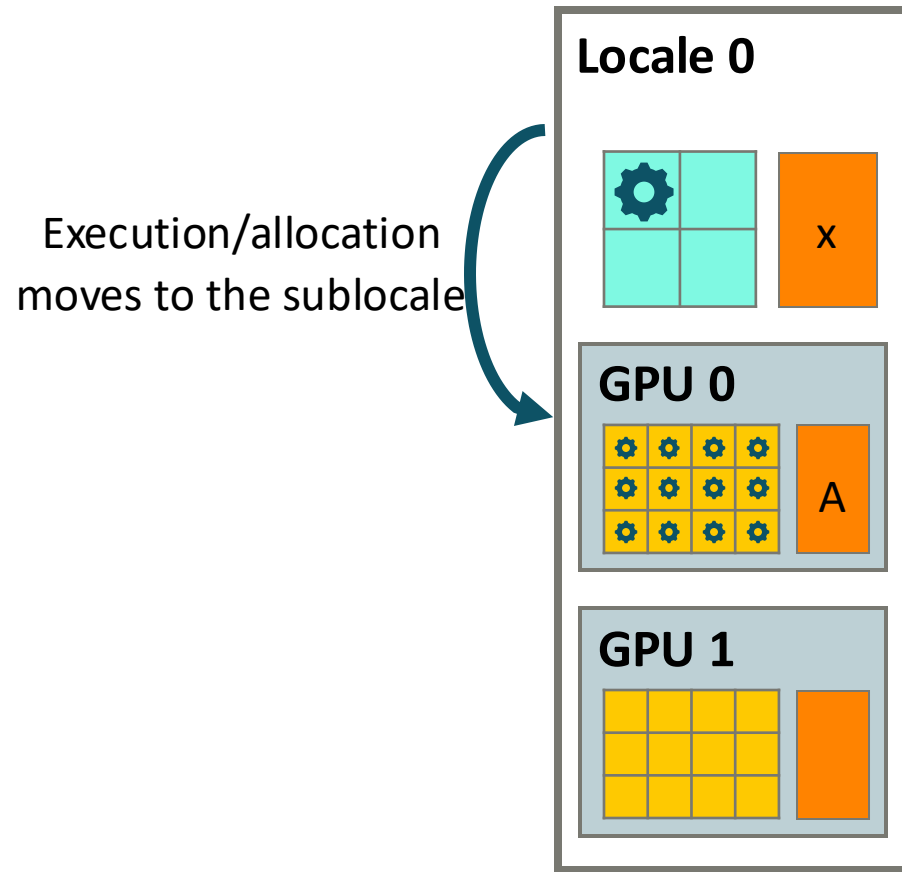 Locale 0
Execution/allocation
moves to the sublocale
x
GPU 0
A
GPU 1